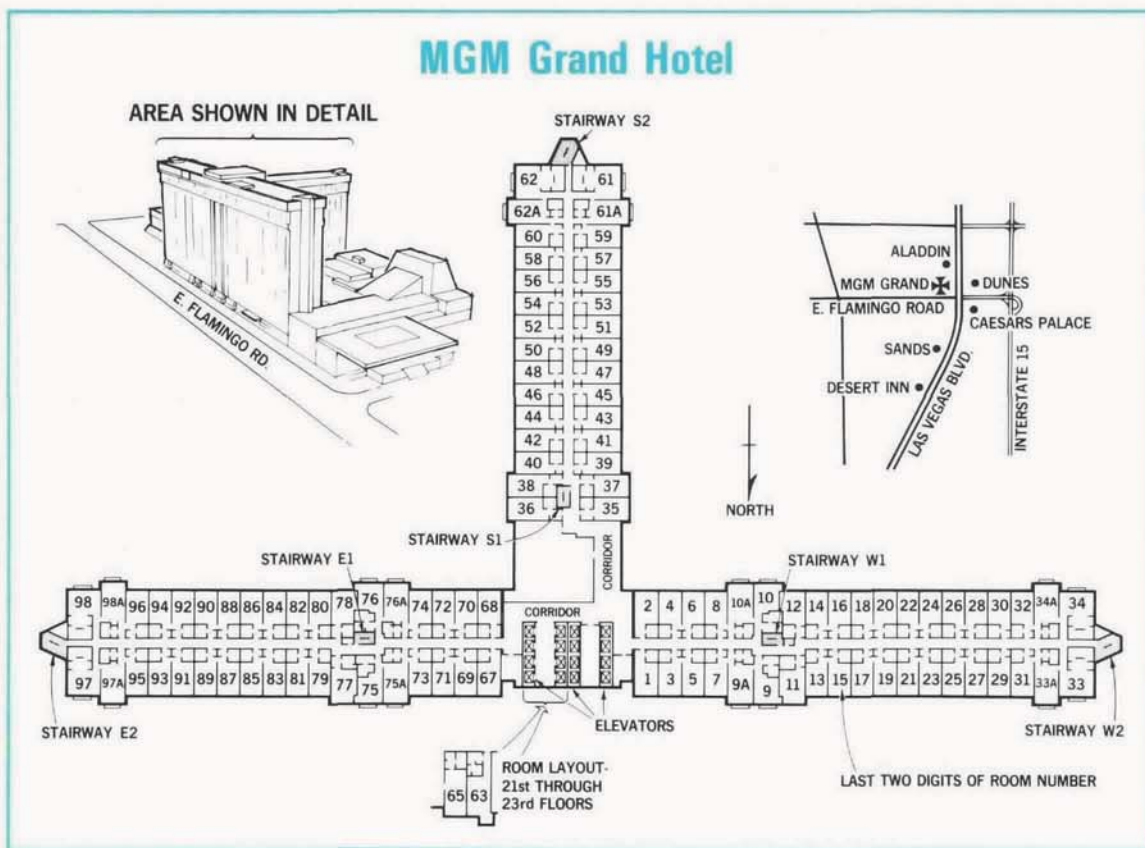 MGM Grand Hotel
AREA SHOWN IN DETAIL
E. FLAMINGO RD.
STAIRWAY S2
62 61
62A 61A
60 59
58 57
56 55
54 53
52 51
50 49
48 47
46 45
44 43
42 41
40 39
38 37
36 35
STAIRWAY S1
CORRIDOR
ALADDIN
MGM GRAND
DUNES
E. FLAMINGO ROAD
CAESARS PALACE
SANDS
DESERT INN
LAS VEGAS BLVD.
INTERSTATE 15
NORTH
STAIRWAY E1
STAIRWAY W1
98 98A 96 94 92 90 88 86 84 82 80 78 76 76A 74 72 70 68
CORRIDOR
2 4 6 8 10A 10 12 14 16 18 20 22 24 26 28 30 32 34A 34
97 97A 95 93 91 89 87 85 83 81 79 77 75 75A 73 71 69 67
1 3 5 7 9A 9 11 13 15 17 19 21 23 25 27 29 31 33A 33
STAIRWAY E2
ELEVATORS
STAIRWAY W2
65 63
ROOM LAYOUT-
21st THROUGH
23rd FLOORS
LAST TWO DIGITS OF ROOM NUMBER